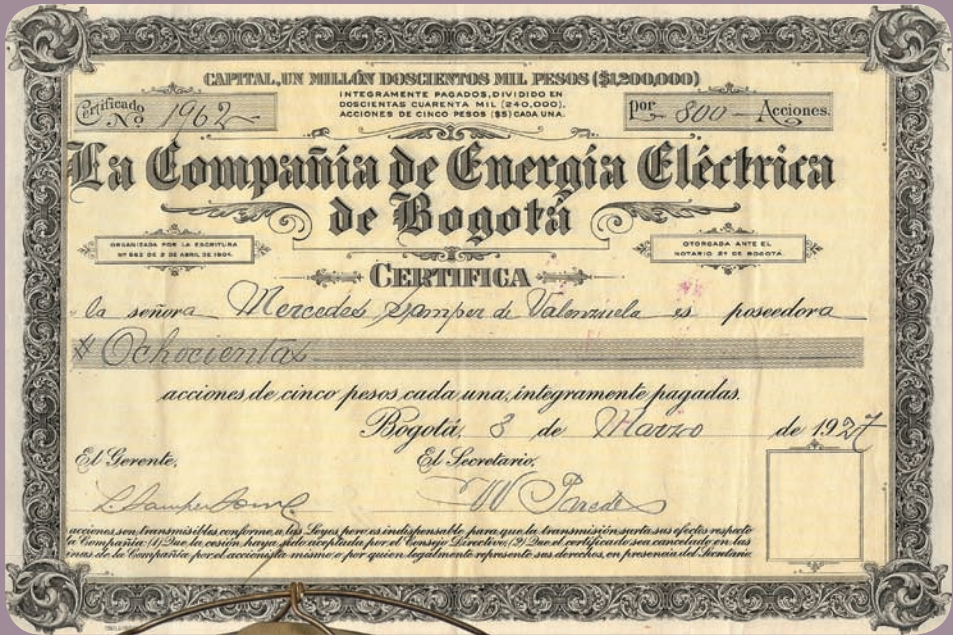 CAPITAL, UN MILLÓN DOSCIENTOS MIL PESOS ($1.200,000)
INTEGRAMENTE PAGADOS, DIVIDIDO EN
DOSCIENTAS CUARENTA MIL (240,000),
ACCIONES DE CINCO PESOS ($5) CADA UNA.
Certificado Nº 1962
por 800 Acciones.
La Compañía de Energía Eléctrica
de Bogotá
ORGANIZADA POR LA ESCRITURA
Nº 562 DE 2 DE ABRIL DE 1904.
OTORGADA ANTE EL
NOTARIO 2º DE BOGOTÁ.
CERTIFICA
la señora Mercedes Samper de Valenzuela es poseedora
# Ochocientas
acciones de cinco pesos cada una, íntegramente pagadas.
Bogotá, 3 de Marzo de 1927
El Gerente,
El Secretario,
L. Samper
W Paredes
acciones son transmisibles conforme a las Leyes pero es indispensable para que la transmisión surta sus efectos respecto
la Compañía: (1) Que la cesión haya sido aceptada por el Consejo Directivo; (2) Que el certificado sea cancelado en las
inas de la Compañía por el accionista mismo o por quien legalmente represente sus derechos, en presencia del Secretario